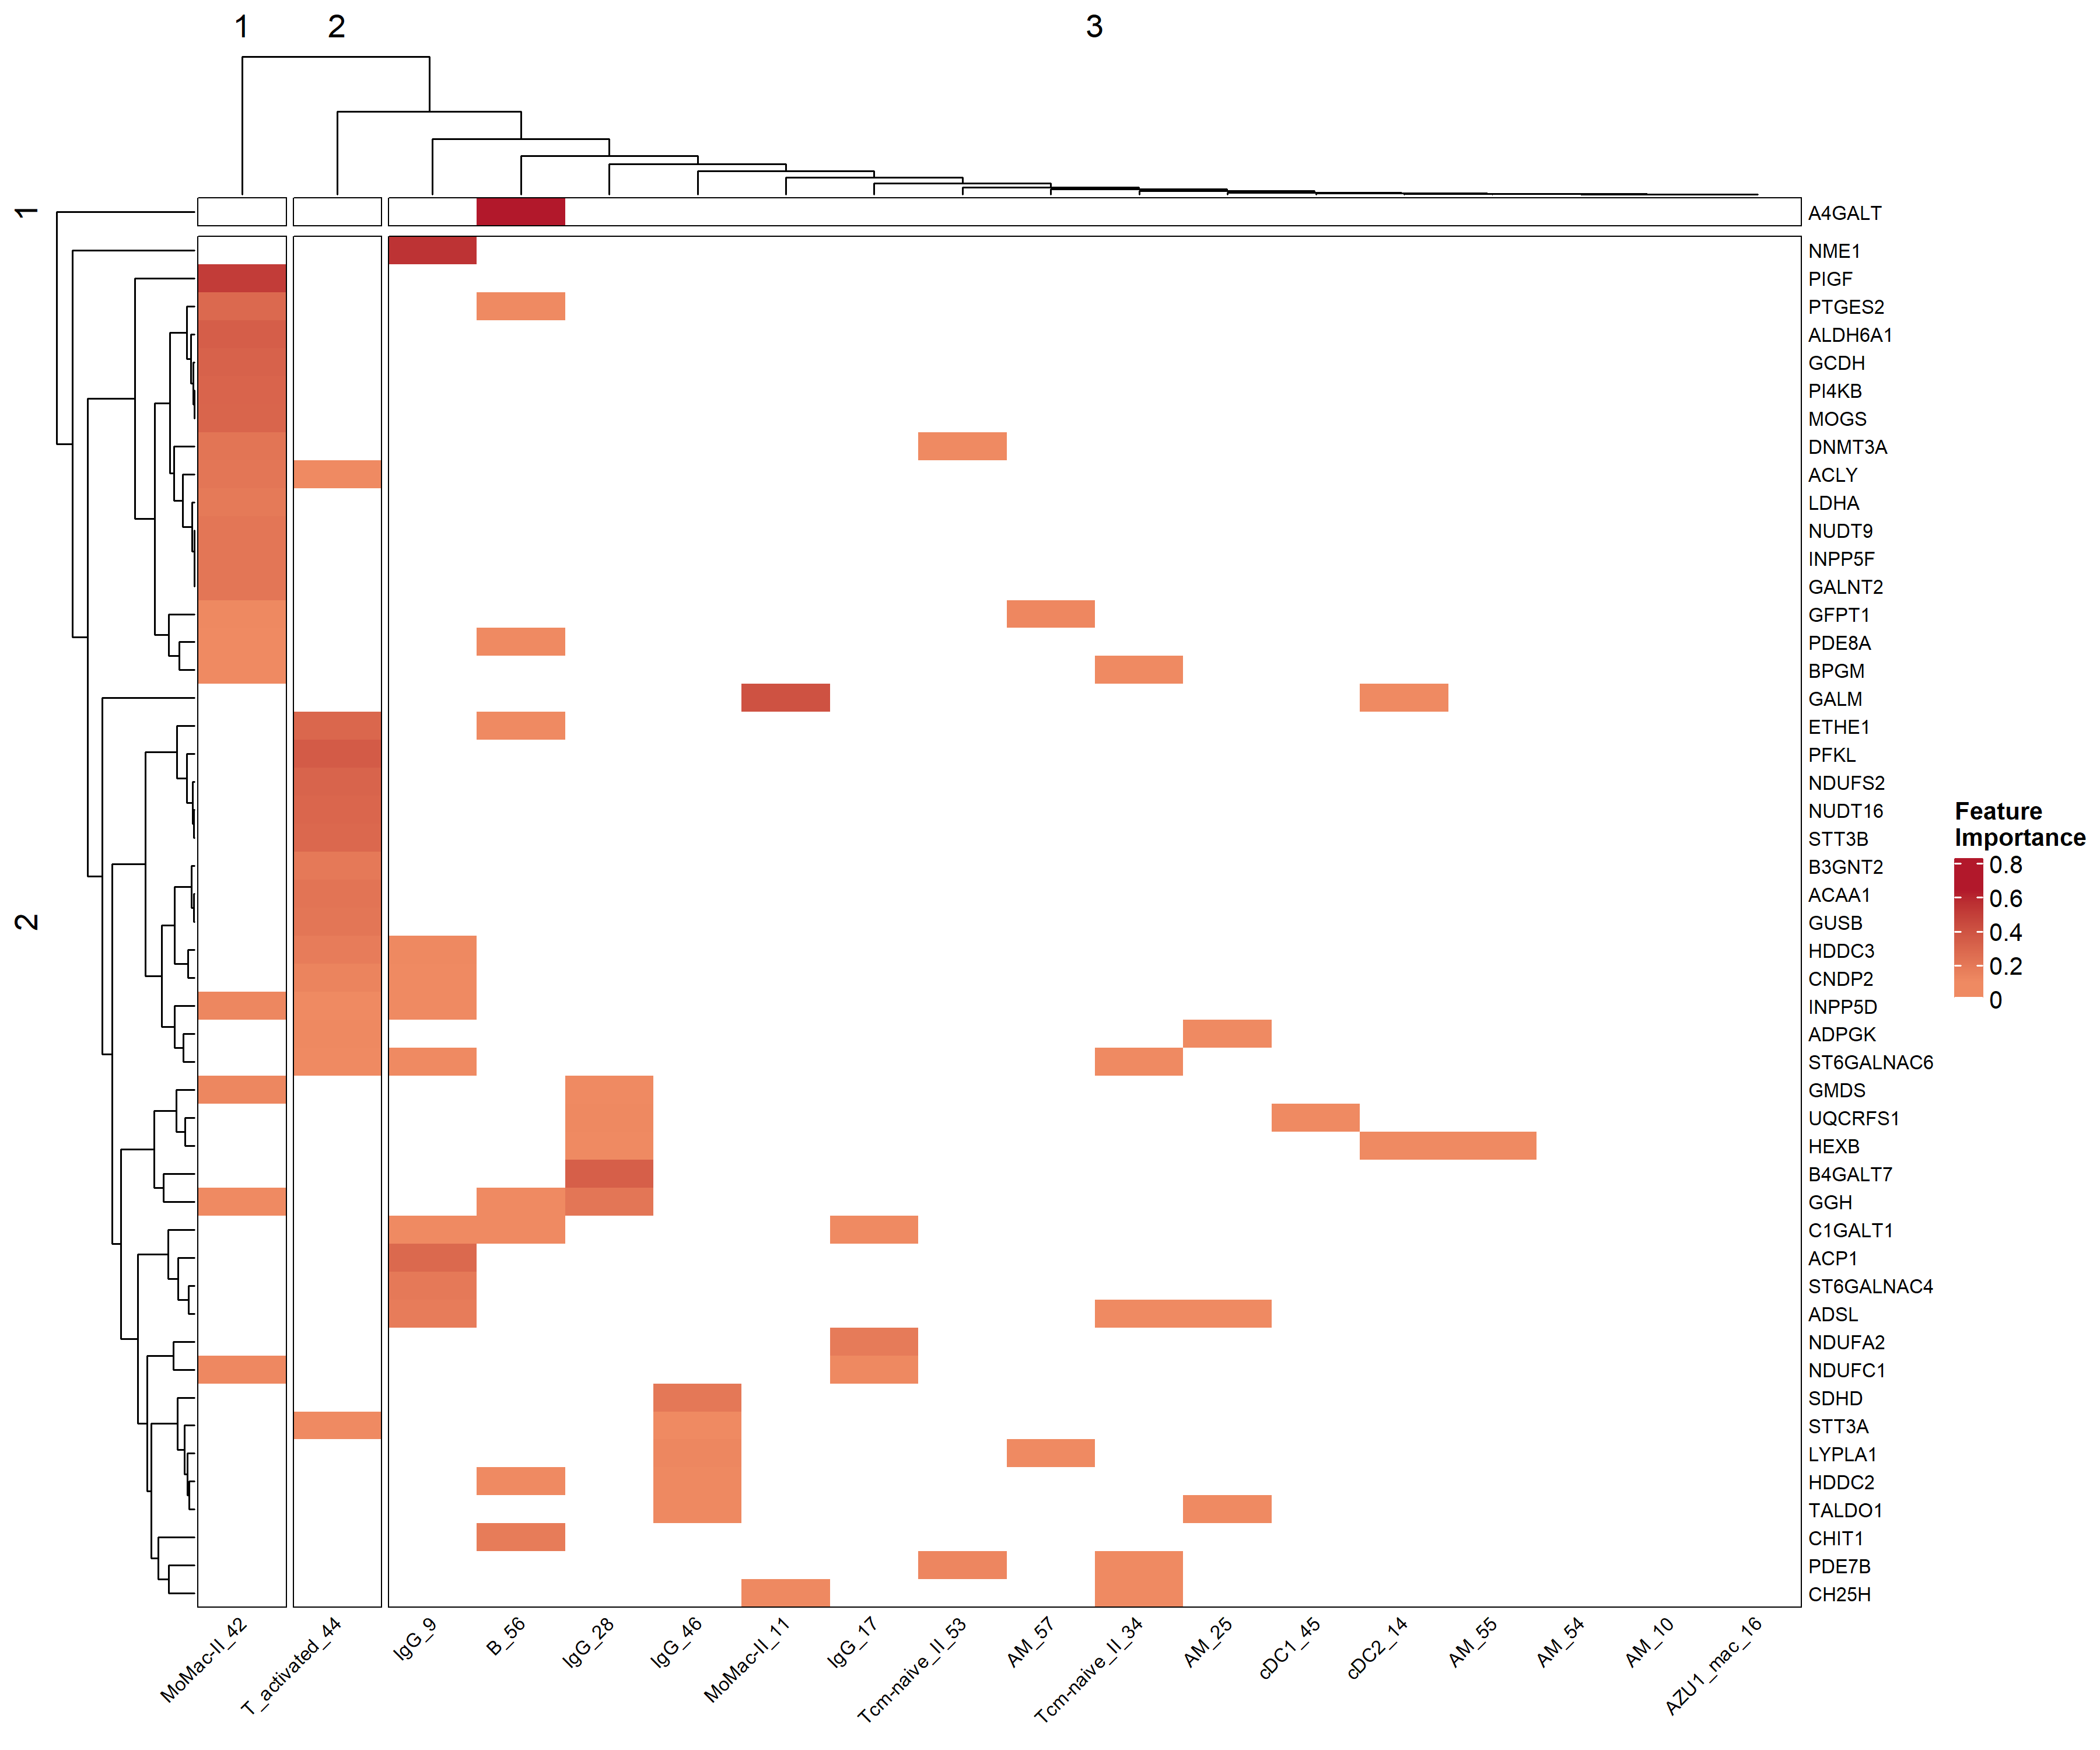 1 2 3
1
2
A4GALT
NME1
PIGF
PTGES2
ALDH6A1
GCDH
PI4KB
MOGS
DNMT3A
ACLY
LDHA
NUDT9
INPP5F
GALNT2
GFPT1
PDE8A
BPGM
GALM
ETHE1
PFKL
NDUFS2
NUDT16
STT3B
B3GNT2
ACAA1
GUSB
HDDC3
CNDP2
INPP5D
ADPGK
ST6GALNAC6
GMDS
UQCRFS1
HEXB
B4GALT7
GGH
C1GALT1
ACP1
ST6GALNAC4
ADSL
NDUFA2
NDUFC1
SDHD
STT3A
LYPLA1
HDDC2
TALDO1
CHIT1
PDE7B
CH25H
Feature
Importance
0.8
0.6
0.4
0.2
0
MoMac-II_42
T_activated_44
IgG_9
B_56
IgG_28
IgG_46
MoMac-II_11
IgG_17
Tcm-naive_II_53
AM_57
Tcm-naive_II_34
AM_25
cDC1_45
cDC2_14
AM_55
AM_54
AM_10
AZU1_mac_16